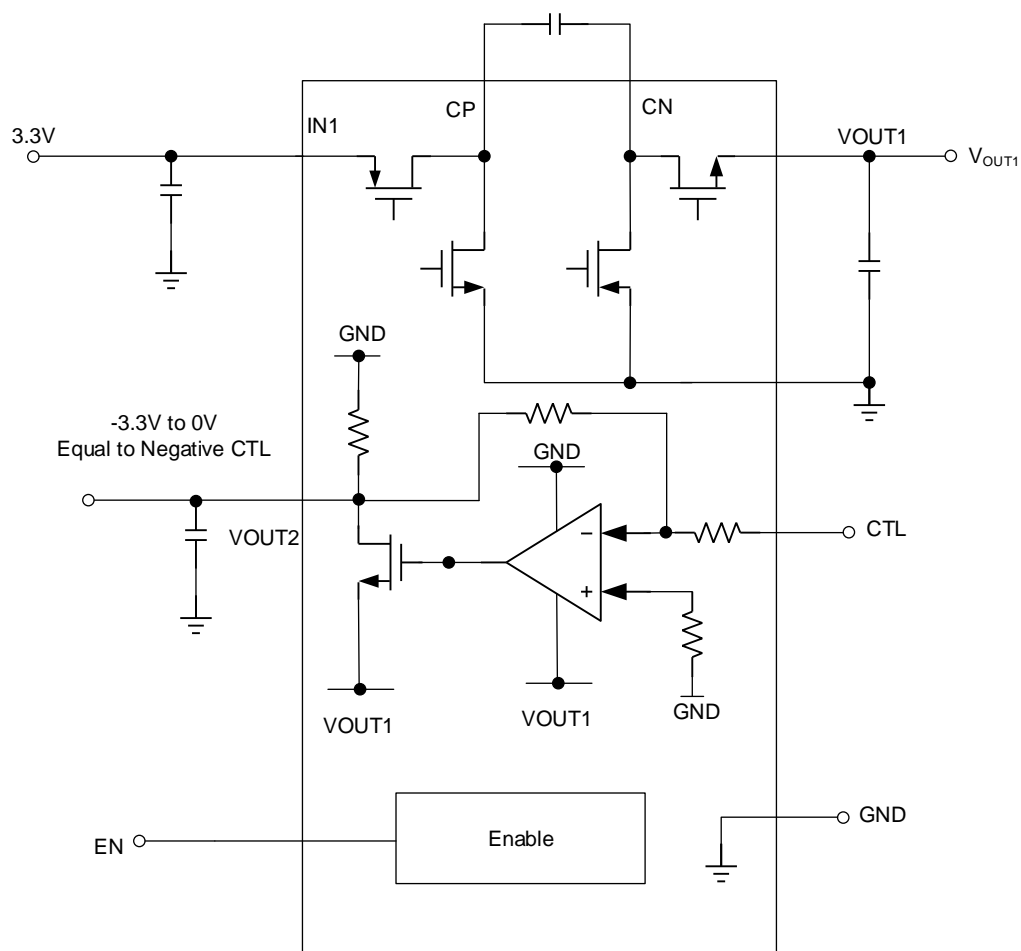 CP
CN
IN1
3.3V
VOUT1
VOUT1
GND
-3.3V to 0V
Equal to Negative CTL
GND
VOUT2
-
CTL
+
VOUT1
VOUT1
GND
EN
Enable
GND